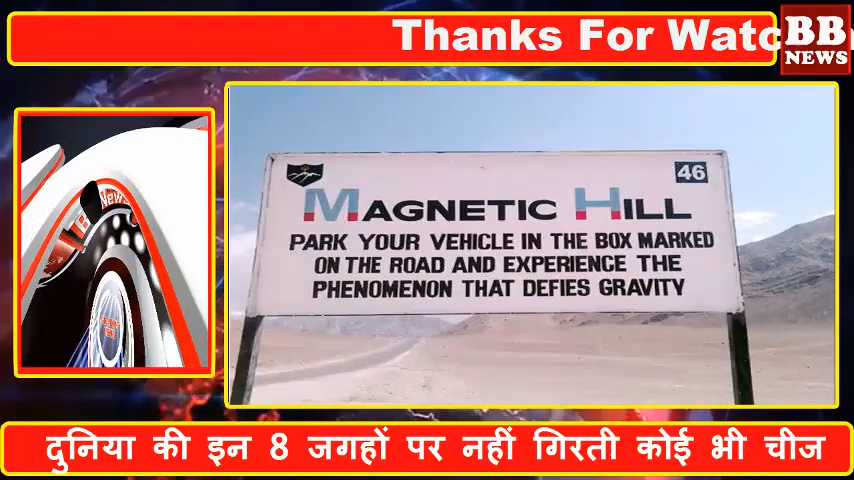 Thanks For Watc
BB
NEWS
New
46
MAGNETIC HILL
PARK YOUR VEHICLE IN THE BOX MARKED
ON THE ROAD AND EXPERIENCE THE
PHENOMENON THAT DEFIES GRAVITY
दुनिया की इन 8 जगहों पर नहीं गिरती कोई भी चीज